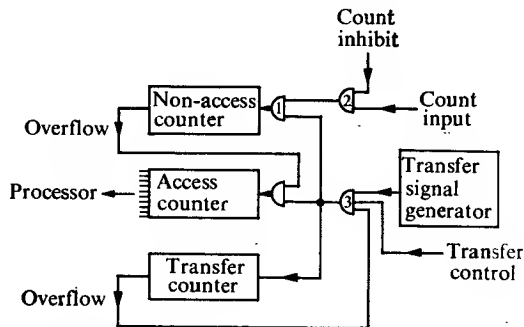 Count
inhibit
Non-access
counter
1
2
Count
input
Overflow
Processor
Access
counter
3
Transfer
signal
generator
Transfer
counter
Transfer
control
Overflow